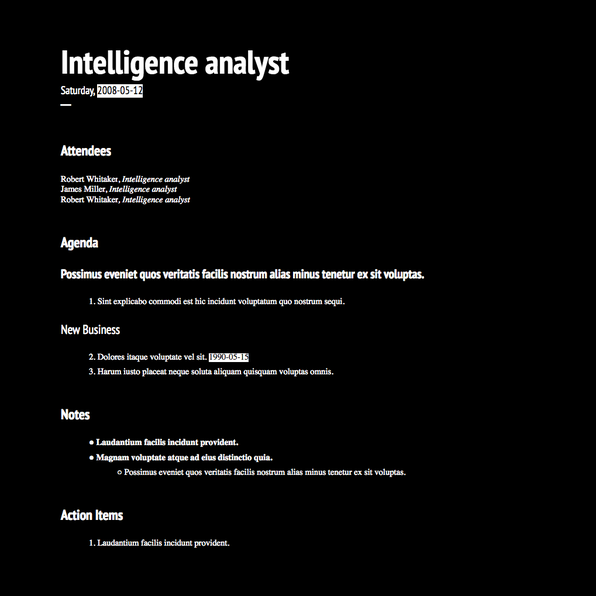 Intelligence analyst
Saturday, 2008-05-12
Attendees
Robert Whitaker, Intelligence analyst
James Miller, Intelligence analyst
Robert Whitaker, Intelligence analyst
Agenda
Possimus eveniet quos veritatis facilis nostrum alias minus tenetur ex sit voluptas.
1. Sint explicabo commodi est hic incidunt voluptatum quo nostrum sequi.
New Business
2. Dolores itaque voluptate vel sit. 1990-05-15
3. Harum iusto placeat neque soluta aliquam quisquam voluptas omnis.
Notes
● Laudantium facilis incidunt provident.
● Magnam voluptate atque ad eius distinctio quia.
○ Possimus eveniet quos veritatis facilis nostrum alias minus tenetur ex sit voluptas.
Action Items
1. Laudantium facilis incidunt provident.